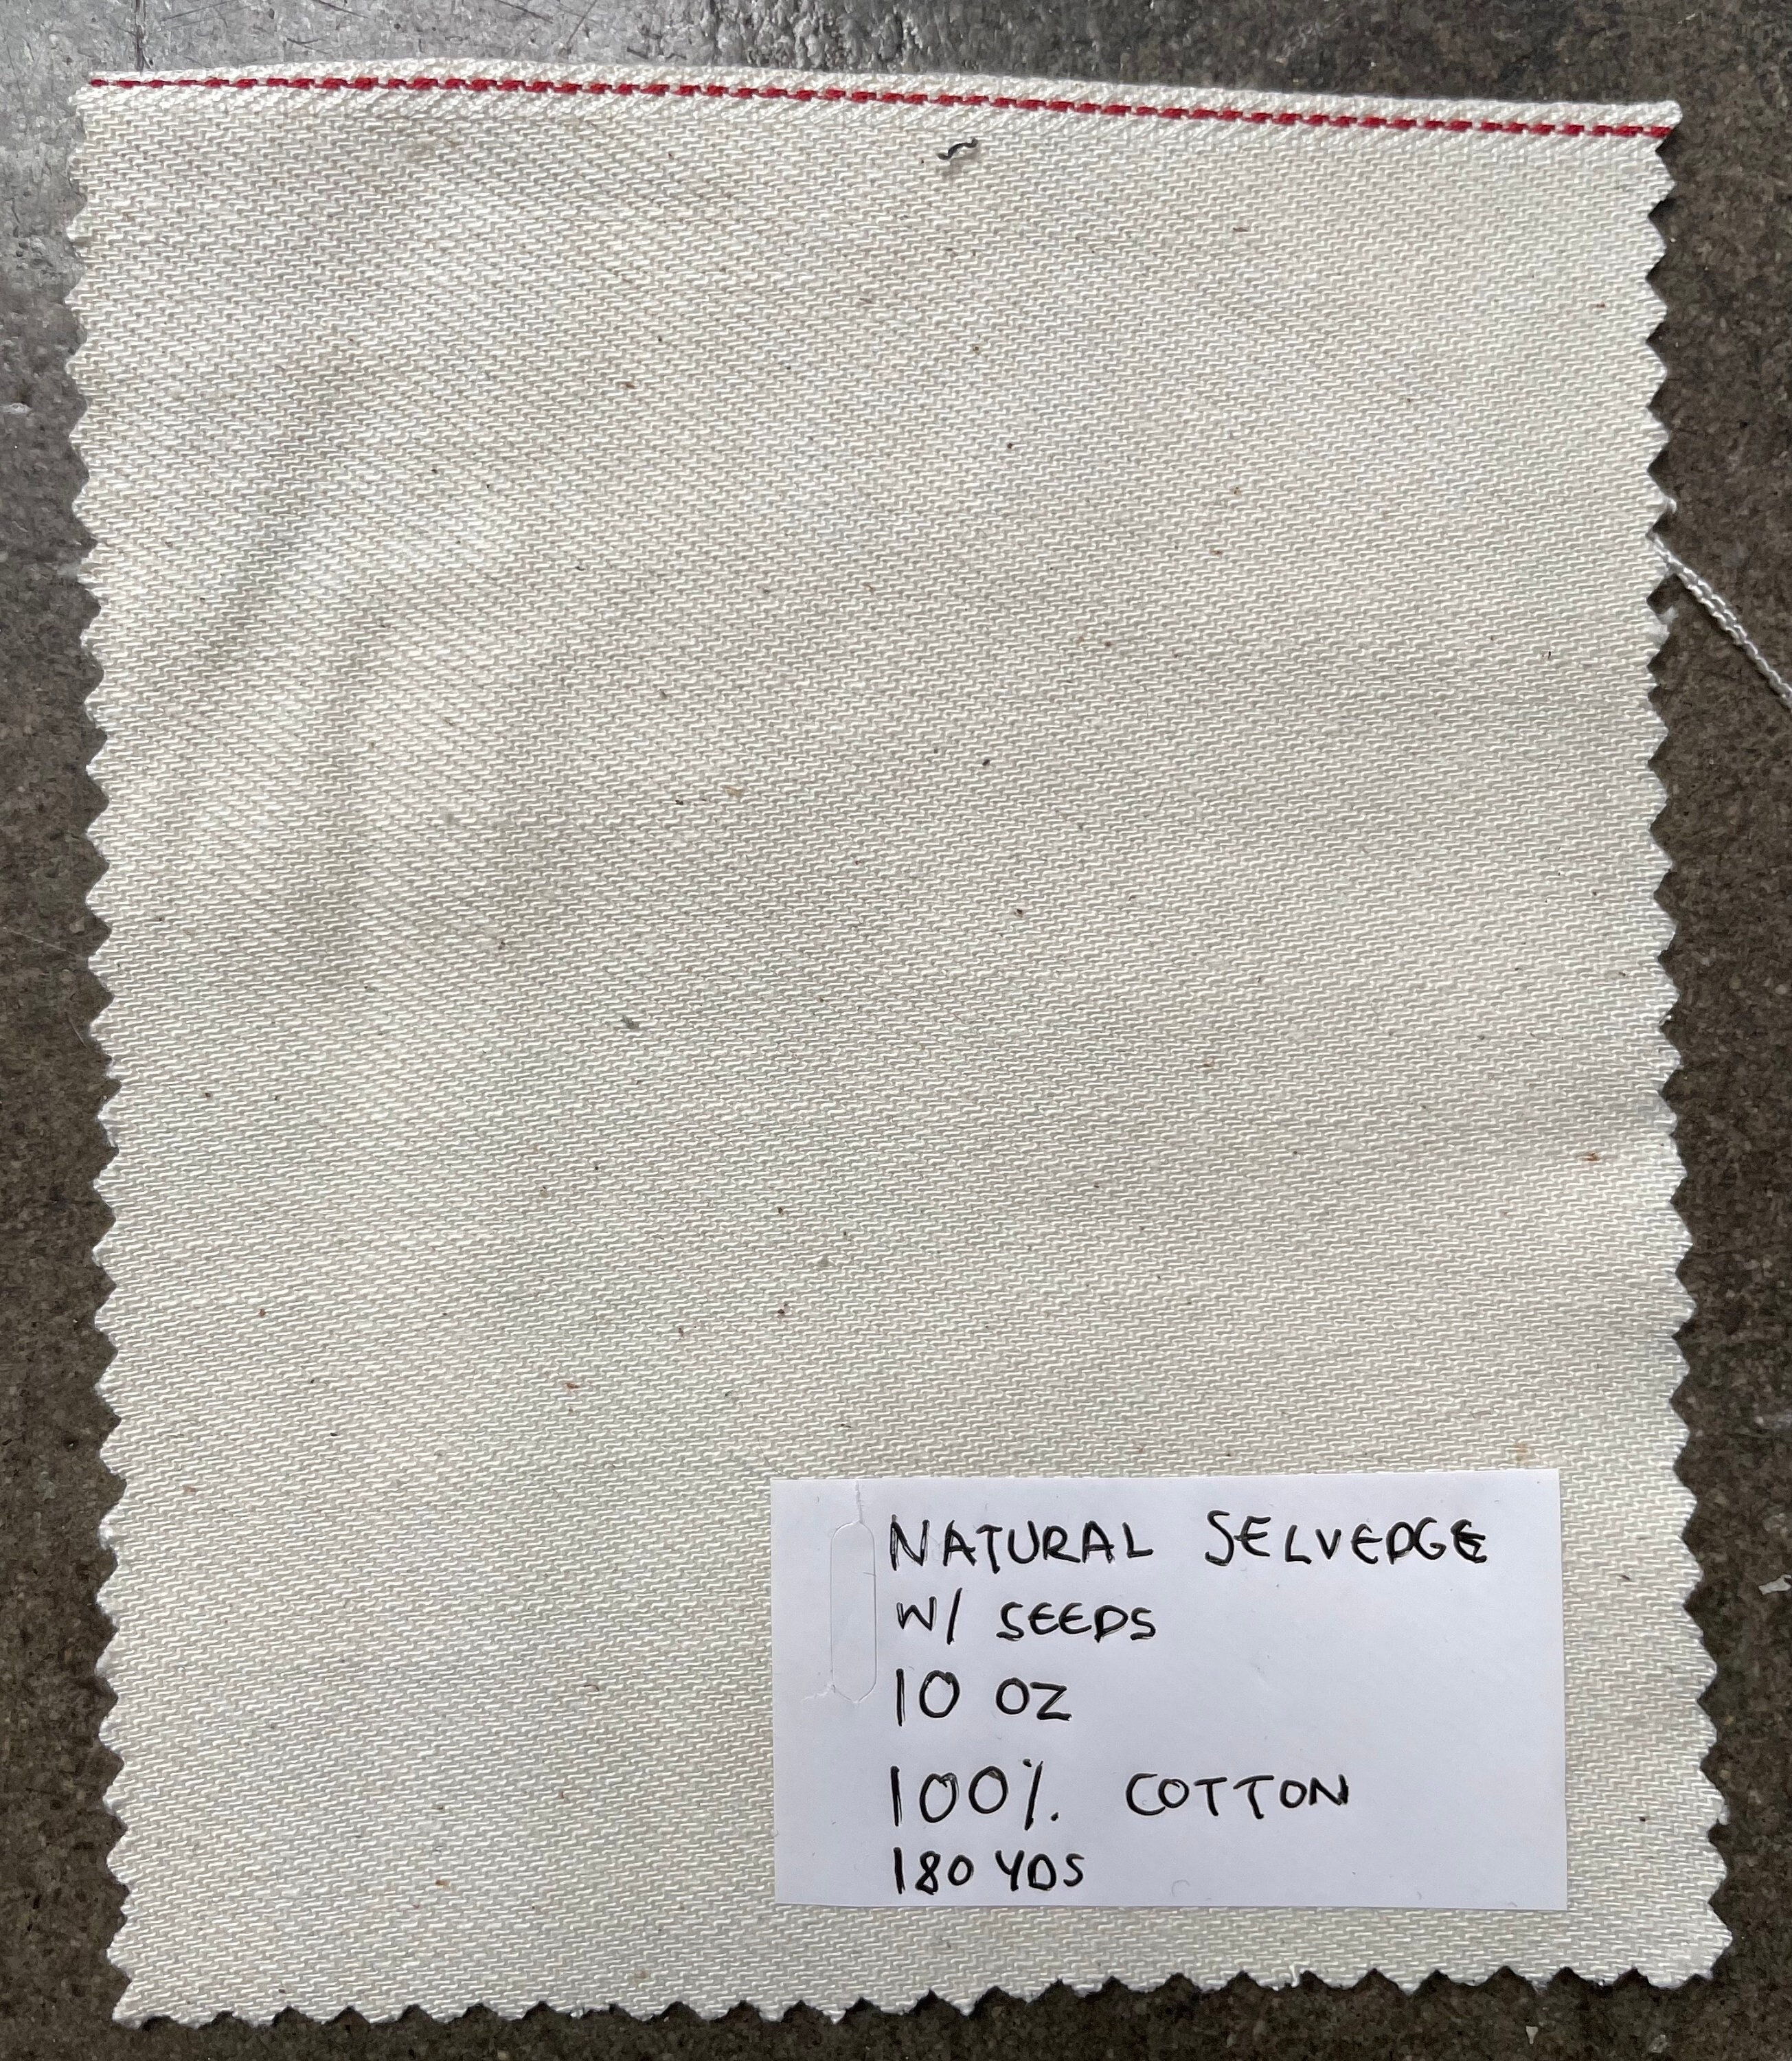 NATURAL SELVEDGE
W/ SEEDS
10 OZ
100% COTTON
180 YDS